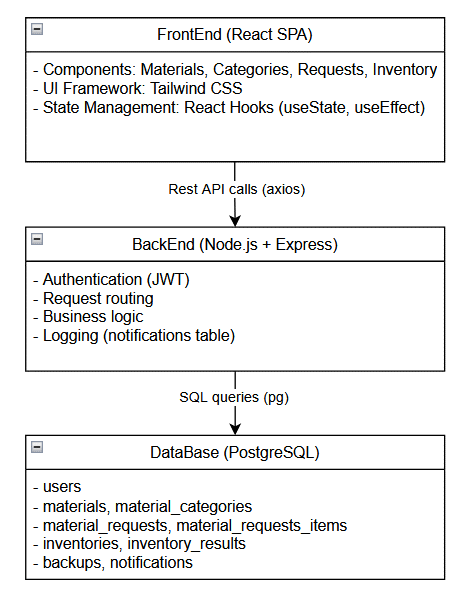 FrontEnd (React SPA)
- Components: Materials, Categories, Requests, Inventory
- UI Framework: Tailwind CSS
- State Management: React Hooks (useState, useEffect)
Rest API calls (axios)
BackEnd (Node.js + Express)
- Authentication (JWT)
- Request routing
- Business logic
- Logging (notifications table)
SQL queries (pg)
DataBase (PostgreSQL)
- users
- materials, material_categories
- material_requests, material_requests_items
- inventories, inventory_results
- backups, notifications